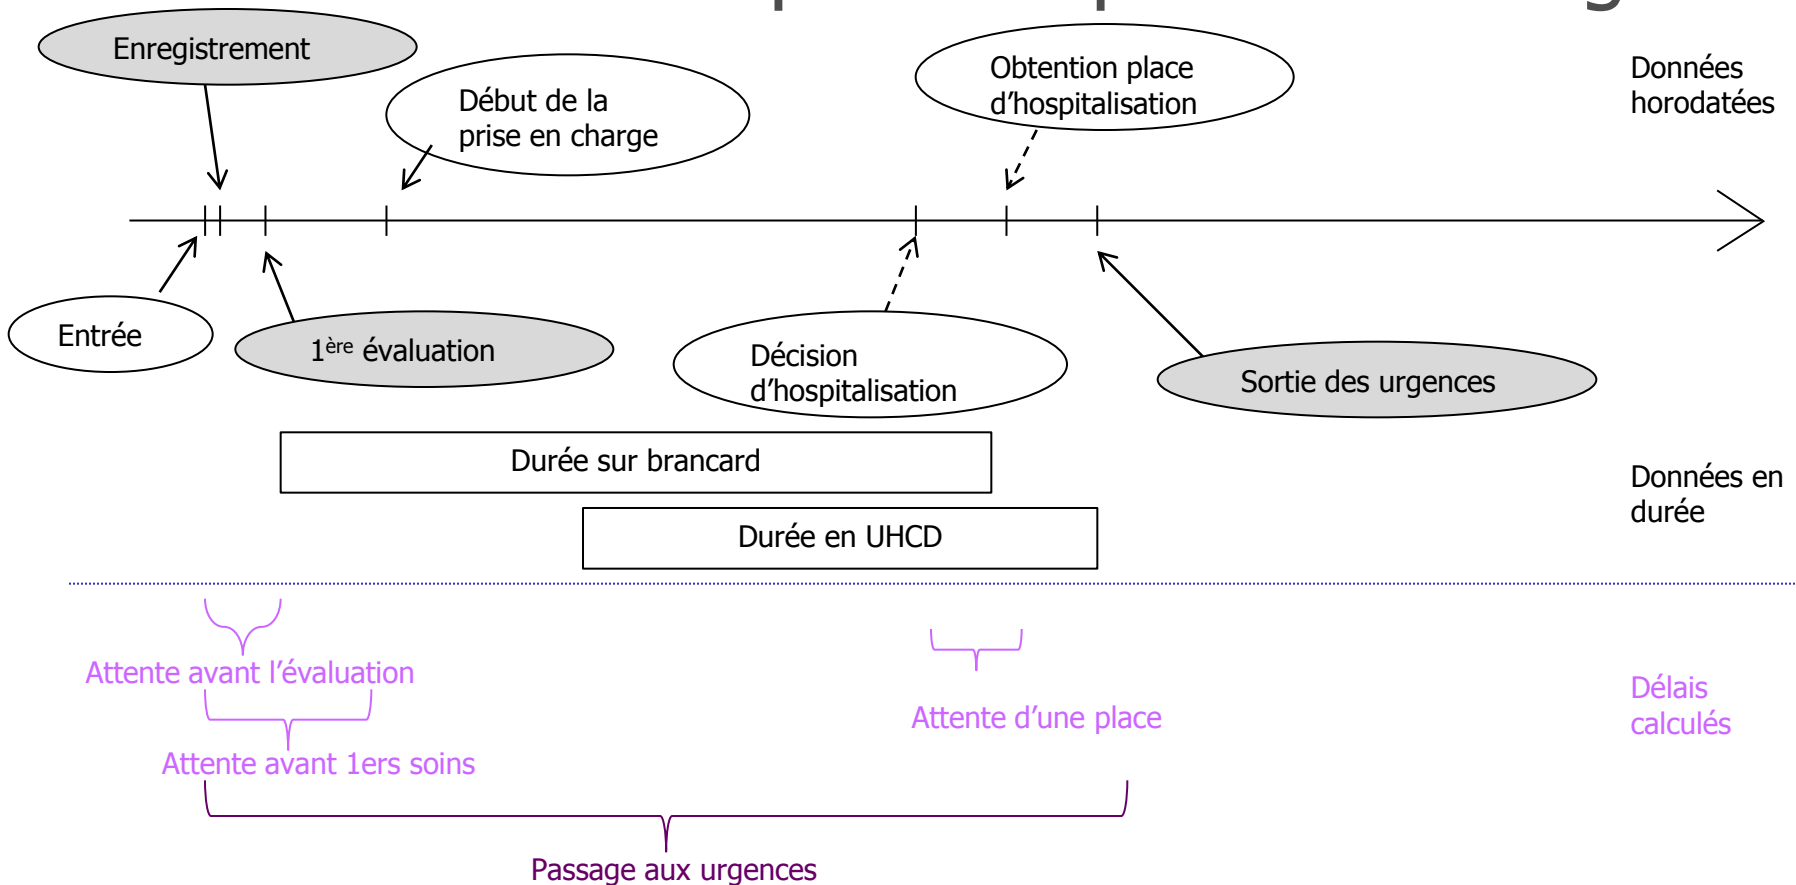 Enregistrement
Début de la
prise en charge
Obtention place
d’hospitalisation
Données
horodatées
Entrée
1ère évaluation
Décision
d’hospitalisation
Sortie des urgences
Durée sur brancard
Données en
durée
Durée en UHCD
Attente avant l’évaluation
Attente d’une place
Délais
calculés
Attente avant 1ers soins
Passage aux urgences